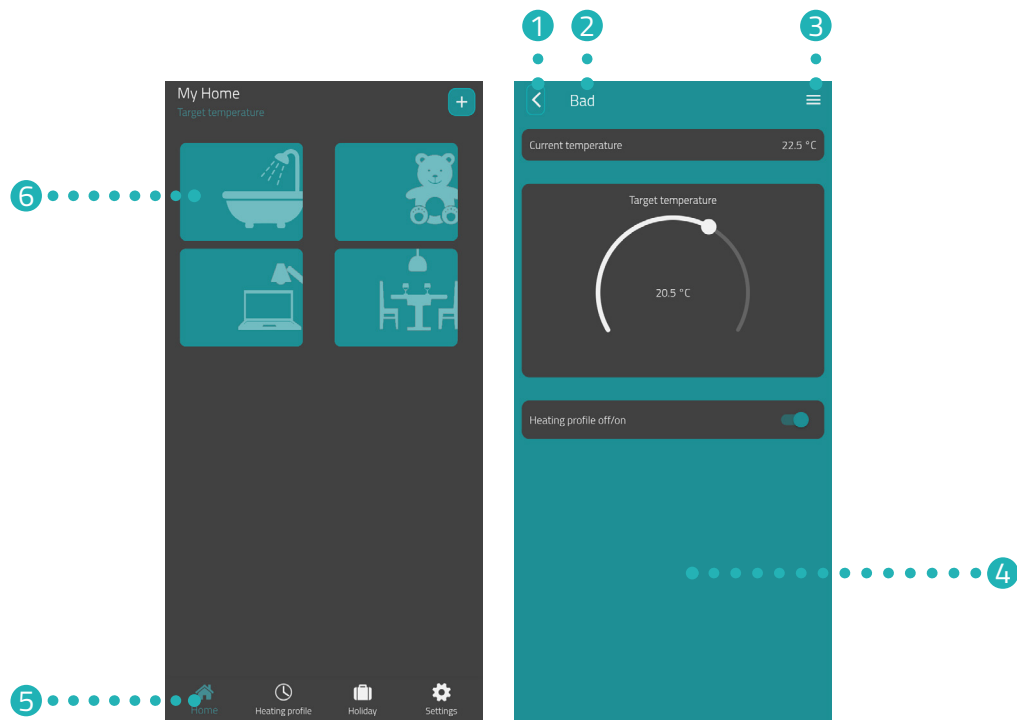 1 2 3
My Home
Target temperature
+
Bad
Current temperature 22.5 °C
Target temperature
20.5 °C
Heating profile off/on
6
4
5
Home Heating profile Holiday Settings